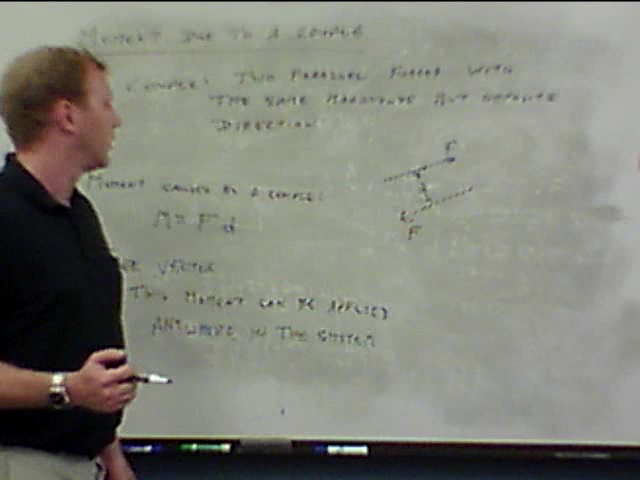 MOMENT DUE TO A COUPLE
COUPLE: TWO PARALLEL FORCES WITH
THE SAME MAGNITUDE BUT OPPOSITE
DIRECTION.
F
MOMENT CAUSED BY A COUPLE:
d
M = Fd
F
VECTOR
THIS MOMENT CAN BE APPLIED
ANYWHERE IN THE SYSTEM